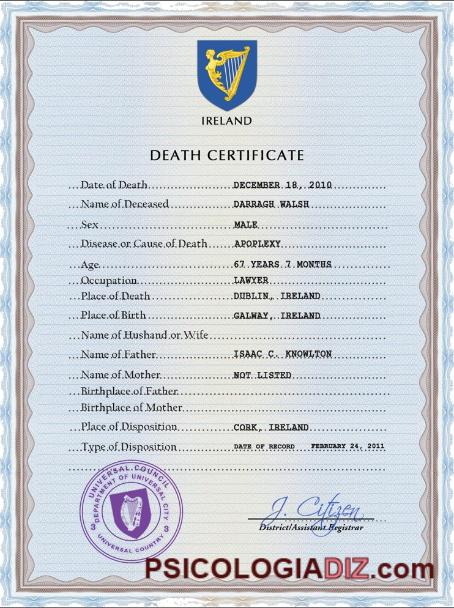 IRELAND
DEATH CERTIFICATE
Date of Death DECEMBER 18, 2010
Name of Deceased DARRAGH WALSH
Sex MALE
Disease or Cause of Death APOPLEXY
Age 67 YEARS 7 MONTHS
Occupation LAWYER
Place of Death DUBLIN, IRELAND
Place of Birth GALWAY, IRELAND
Name of Husband or Wife
Name of Father ISAAC C. KNOWLTON
Name of Mother NOT LISTED
Birthplace of Father
Birthplace of Mother
Place of Disposition CORK, IRELAND
Type of Disposition DATE OF RECORD FEBRUARY 24, 2011
UNIVERSAL COUNCIL
DEPARTMENT OF UNIVERSAL CITY
3 3
UNIVERSAL COUNTRY
J. Citizen
District/Assistant Registrar
PSICOLOGIADIZ.com